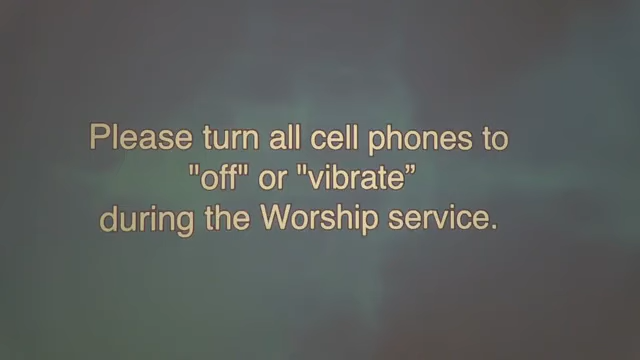 Please turn all cell phones to
"off" or "vibrate”
during the Worship service.